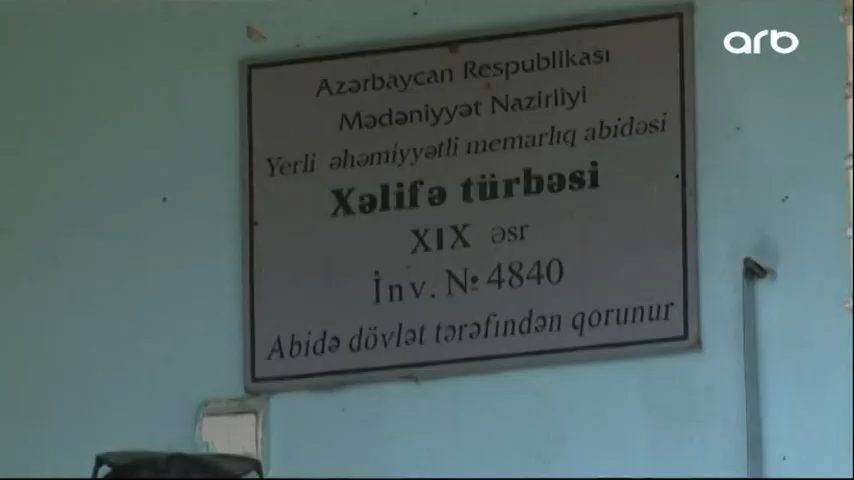 arb
Azərbaycan Respublikası
Mədəniyyət Nazirliyi
Yerli əhəmiyyətli memarlıq abidəsi
Xəlifə türbəsi
XIX əsr
İnv. № 4840
Abidə dövlət tərəfindən qorunur